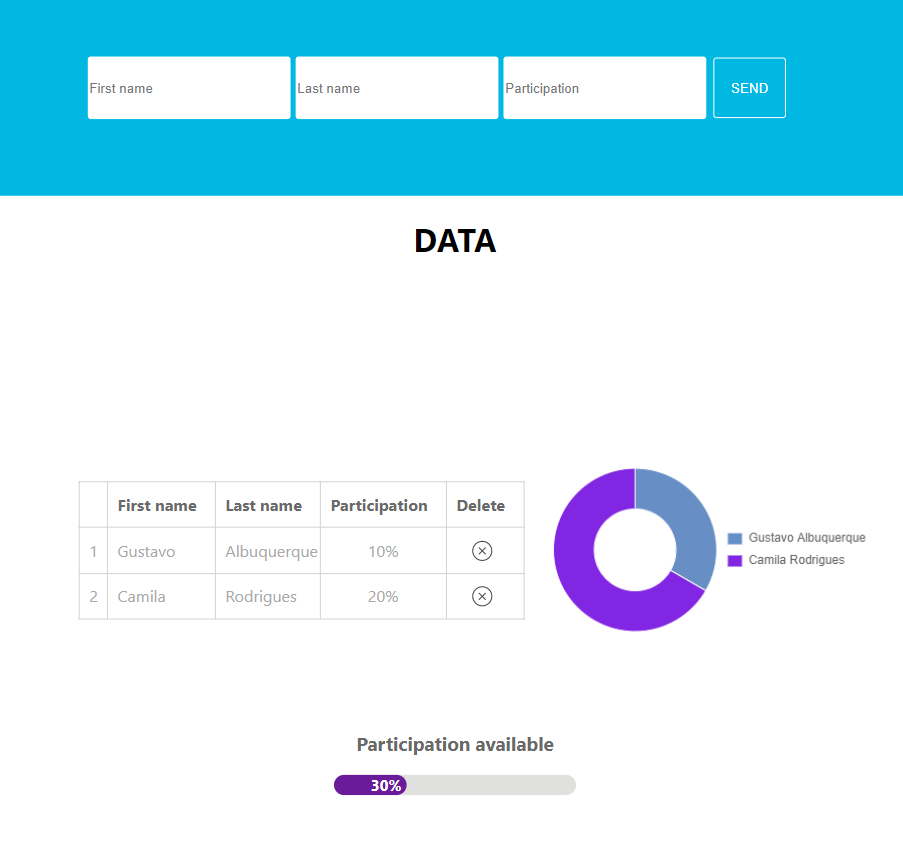 First name Last name Participation SEND
DATA
First name Last name Participation Delete
1 Gustavo Albuquerque 10%
2 Camila Rodrigues 20%
Gustavo Albuquerque
Camila Rodrigues
Participation available
30%